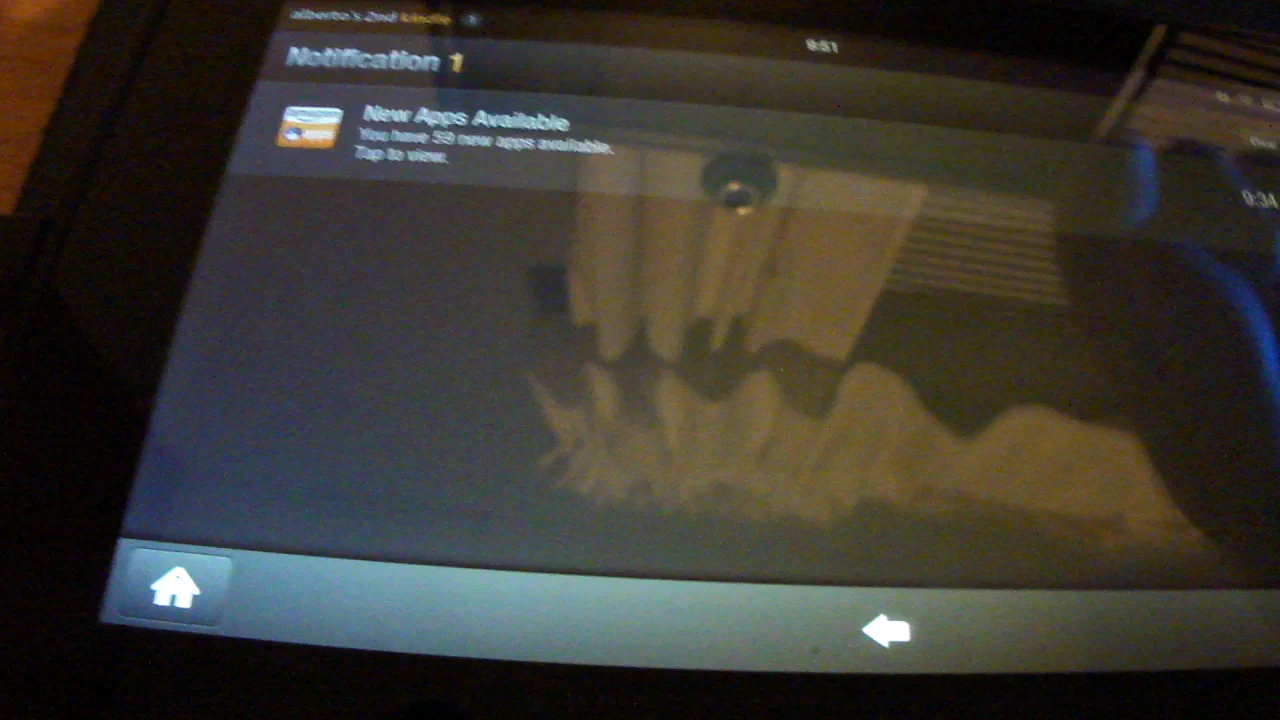 alberto's 2nd kindle
9:51
Notification 1
New Apps Available
You have 59 new apps available.
Tap to view.
9:34